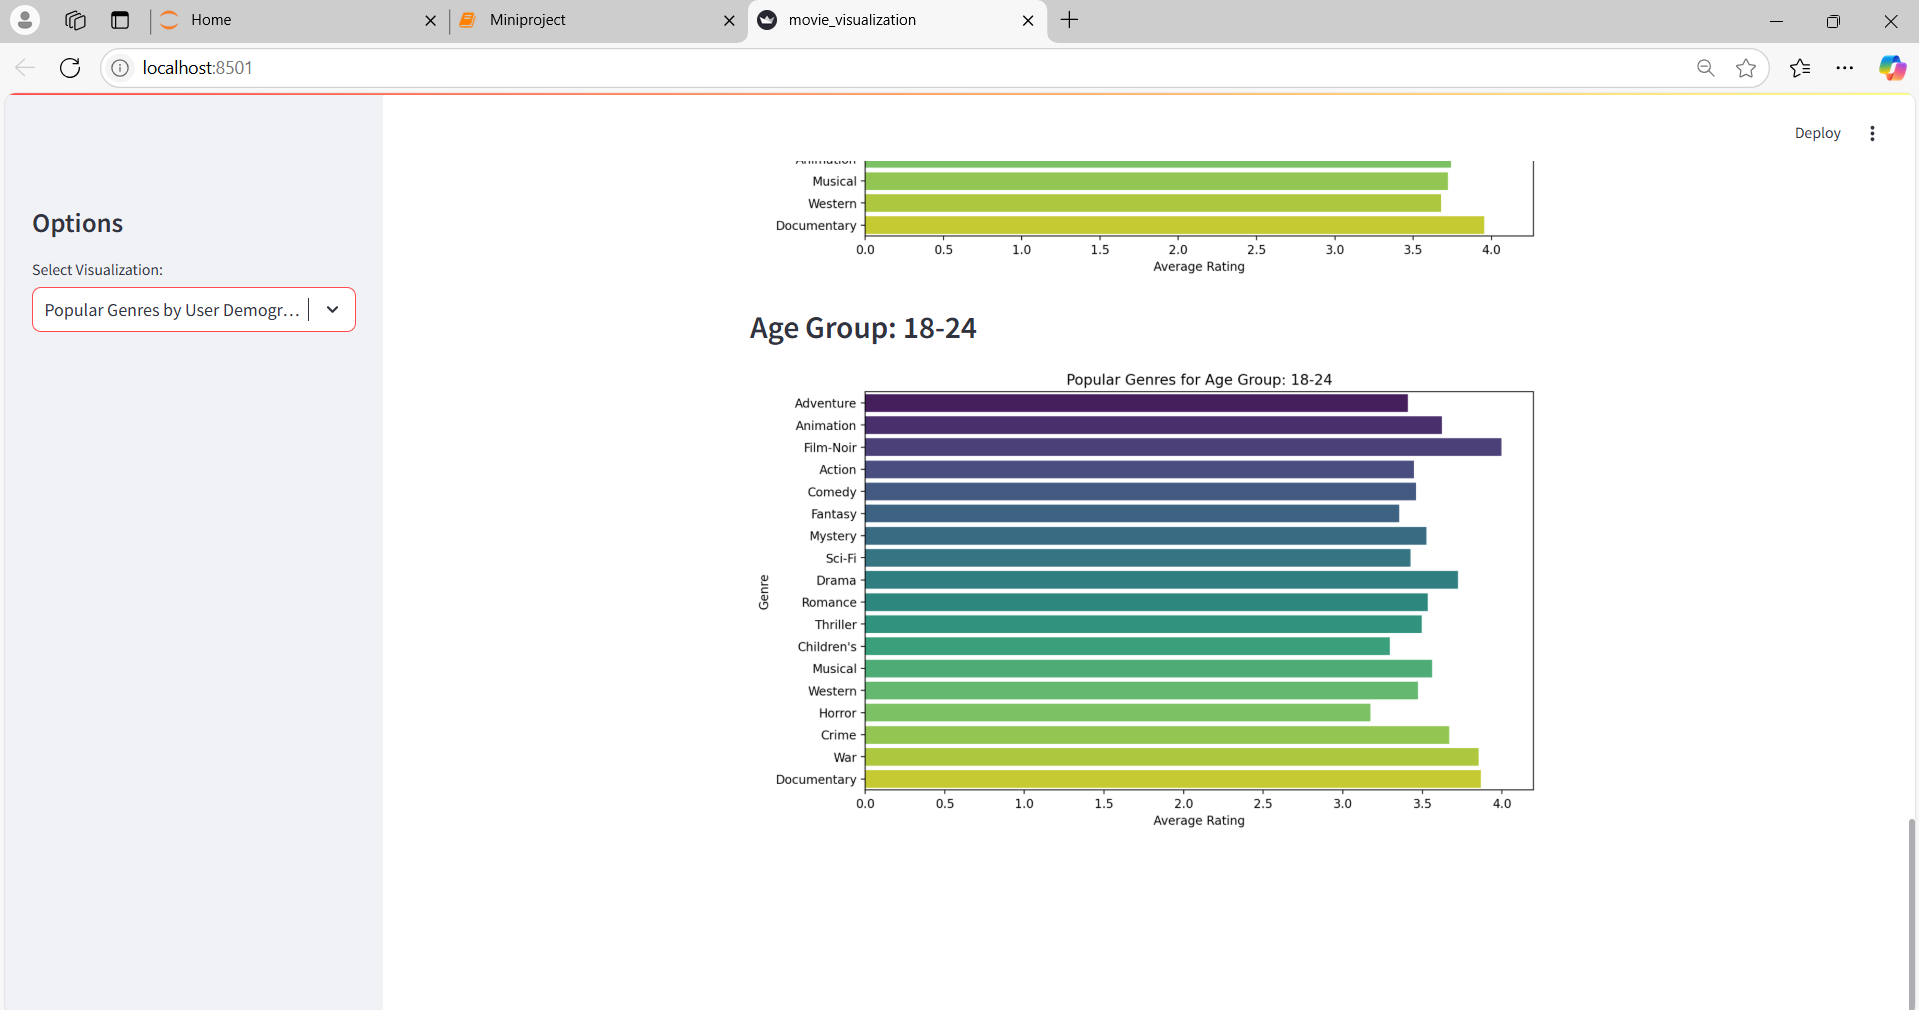 Home
Miniproject
movie_visualization
localhost:8501
Deploy
Options
Select Visualization:
Popular Genres by User Demogr...
Animation
Musical
Western
Documentary
0.0 0.5 1.0 1.5 2.0 2.5 3.0 3.5 4.0
Average Rating
Age Group: 18-24
Popular Genres for Age Group: 18-24
Genre
Adventure
Animation
Film-Noir
Action
Comedy
Fantasy
Mystery
Sci-Fi
Drama
Romance
Thriller
Children's
Musical
Western
Horror
Crime
War
Documentary
0.0 0.5 1.0 1.5 2.0 2.5 3.0 3.5 4.0
Average Rating